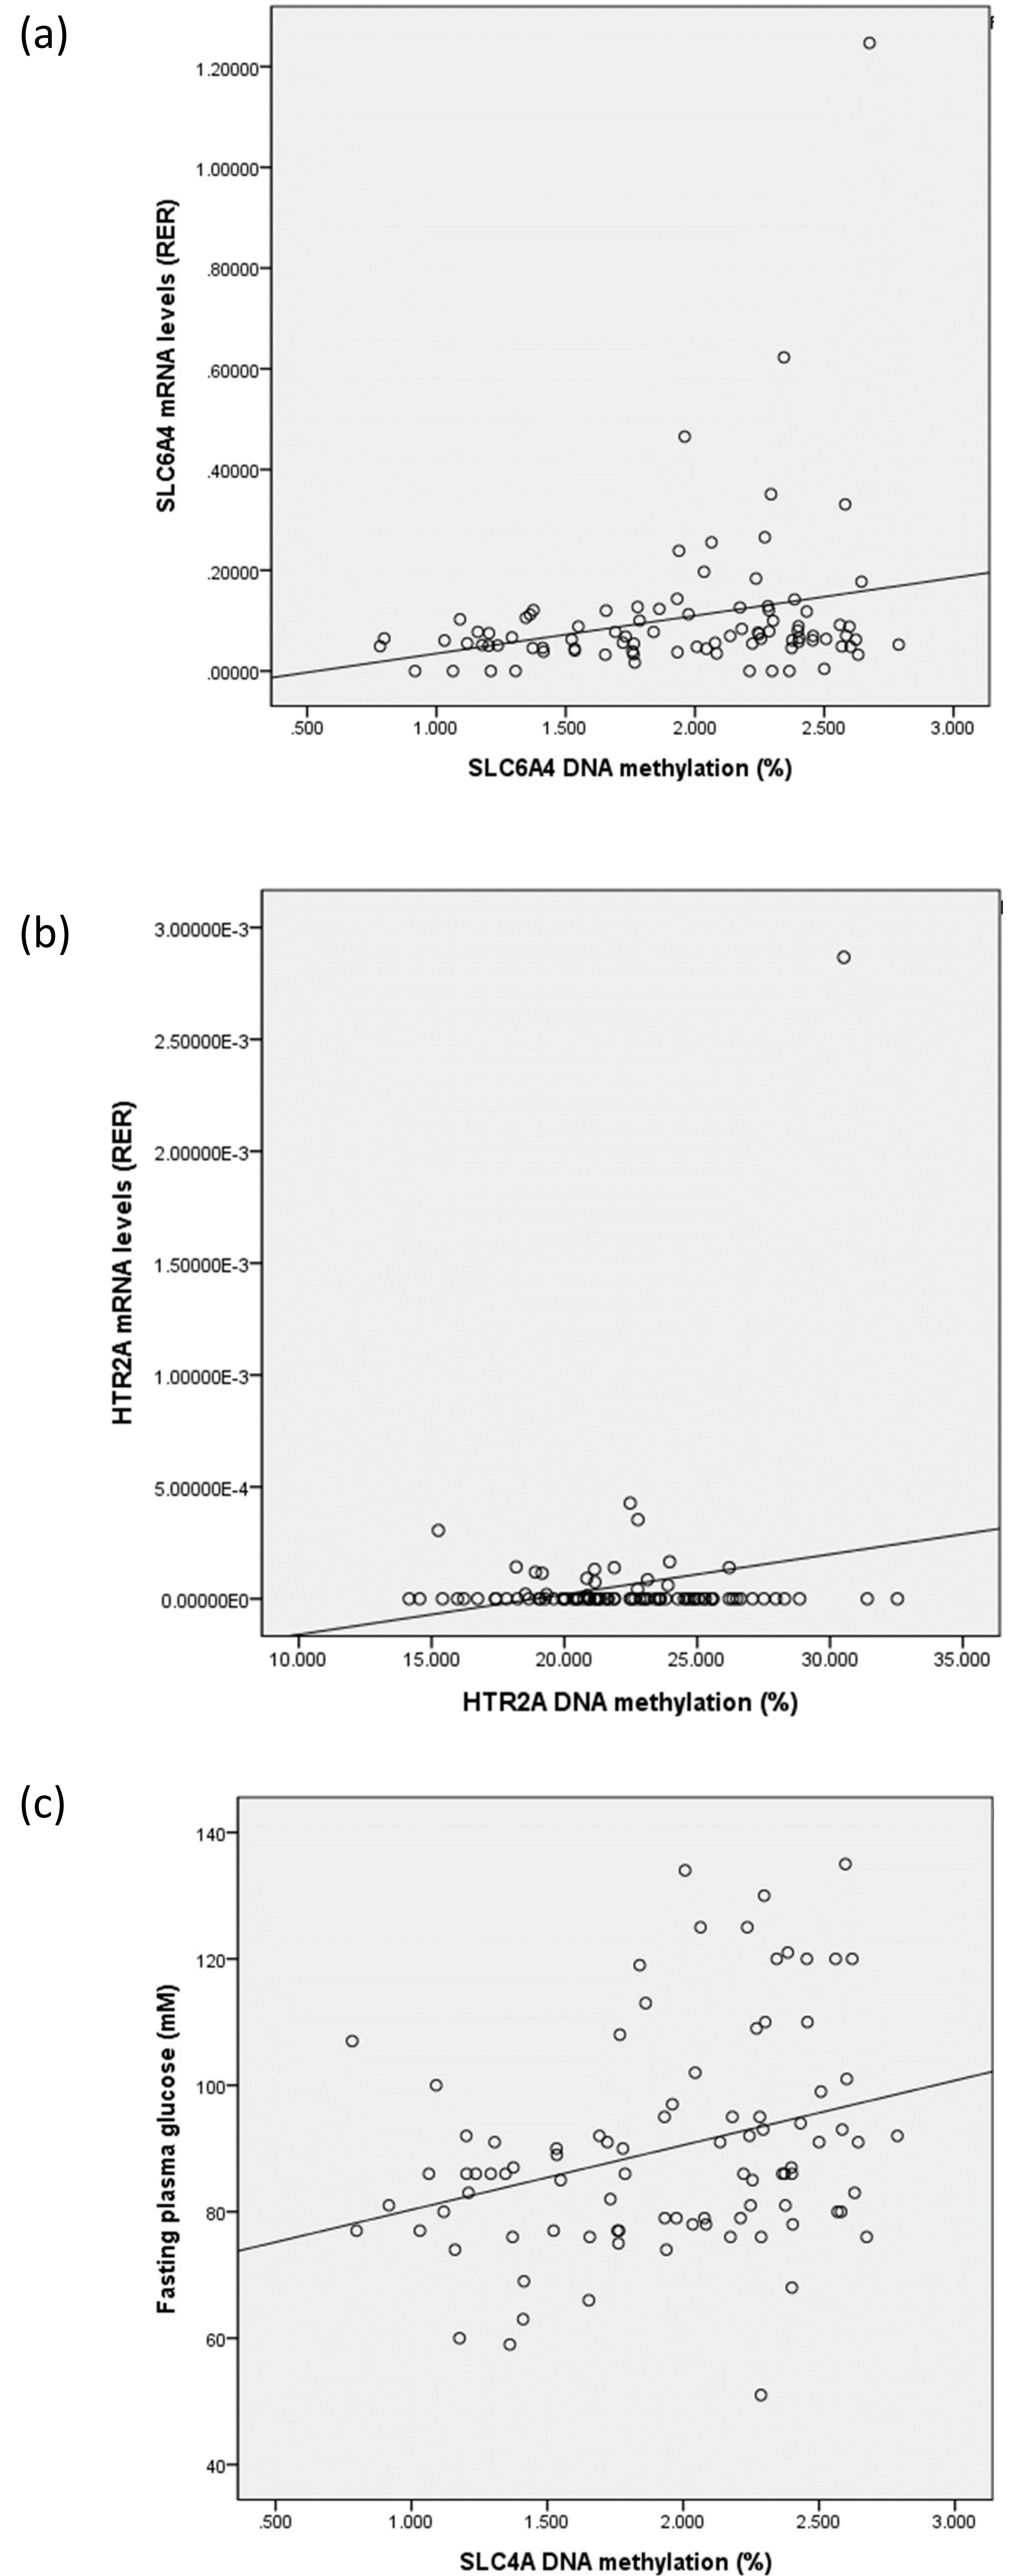 (a)
1.20000
1.00000
.80000
.60000
.40000
.20000
.00000
SLC6A4 mRNA levels (RER)
.500 1.000 1.500 2.000 2.500 3.000
SLC6A4 DNA methylation (%)
(b)
3.00000E-3
2.50000E-3
2.00000E-3
1.50000E-3
1.00000E-3
5.00000E-4
0.00000E0
HTR2A mRNA levels (RER)
10.000 15.000 20.000 25.000 30.000 35.000
HTR2A DNA methylation (%)
(c)
140
120
100
80
60
40
Fasting plasma glucose (mM)
.500 1.000 1.500 2.000 2.500 3.000
SLC4A DNA methylation (%)